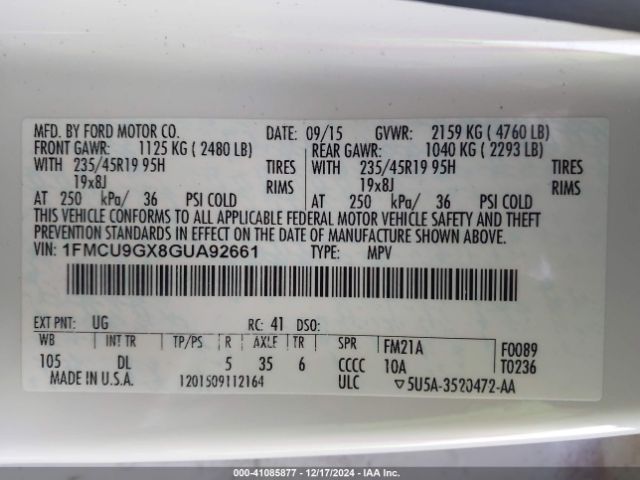 MFD. BY FORD MOTOR CO. DATE: 09/15 GVWR: 2159 KG ( 4760 LB)
FRONT GAWR: 1125 KG ( 2480 LB) REAR GAWR: 1040 KG ( 2293 LB)
WITH 235/45R19 95H TIRES WITH 235/45R19 95H TIRES
19x8J RIMS 19x8J RIMS
AT 250 kPa/ 36 PSI COLD AT 250 kPa/ 36 PSI COLD
THIS VEHICLE CONFORMS TO ALL APPLICABLE FEDERAL MOTOR VEHICLE SAFETY AND THEFT
PREVENTION STANDARDS IN EFFECT ON THE DATE OF MANUFACTURE SHOWN ABOVE.
VIN: 1FMCU9GX8GUA92661 TYPE: MPV
EXT PNT: UG RC: 41 DSO:
WB INT TR TP/PS R AXLE TR SPR FM21A F0089
105 DL 5 35 6 CCCC 10A T0236
MADE IN U.S.A. 1201509112164 ULC ▽5U5A-3520472-AA
© - #41085877 - 12/17/2024 - IAA Inc.